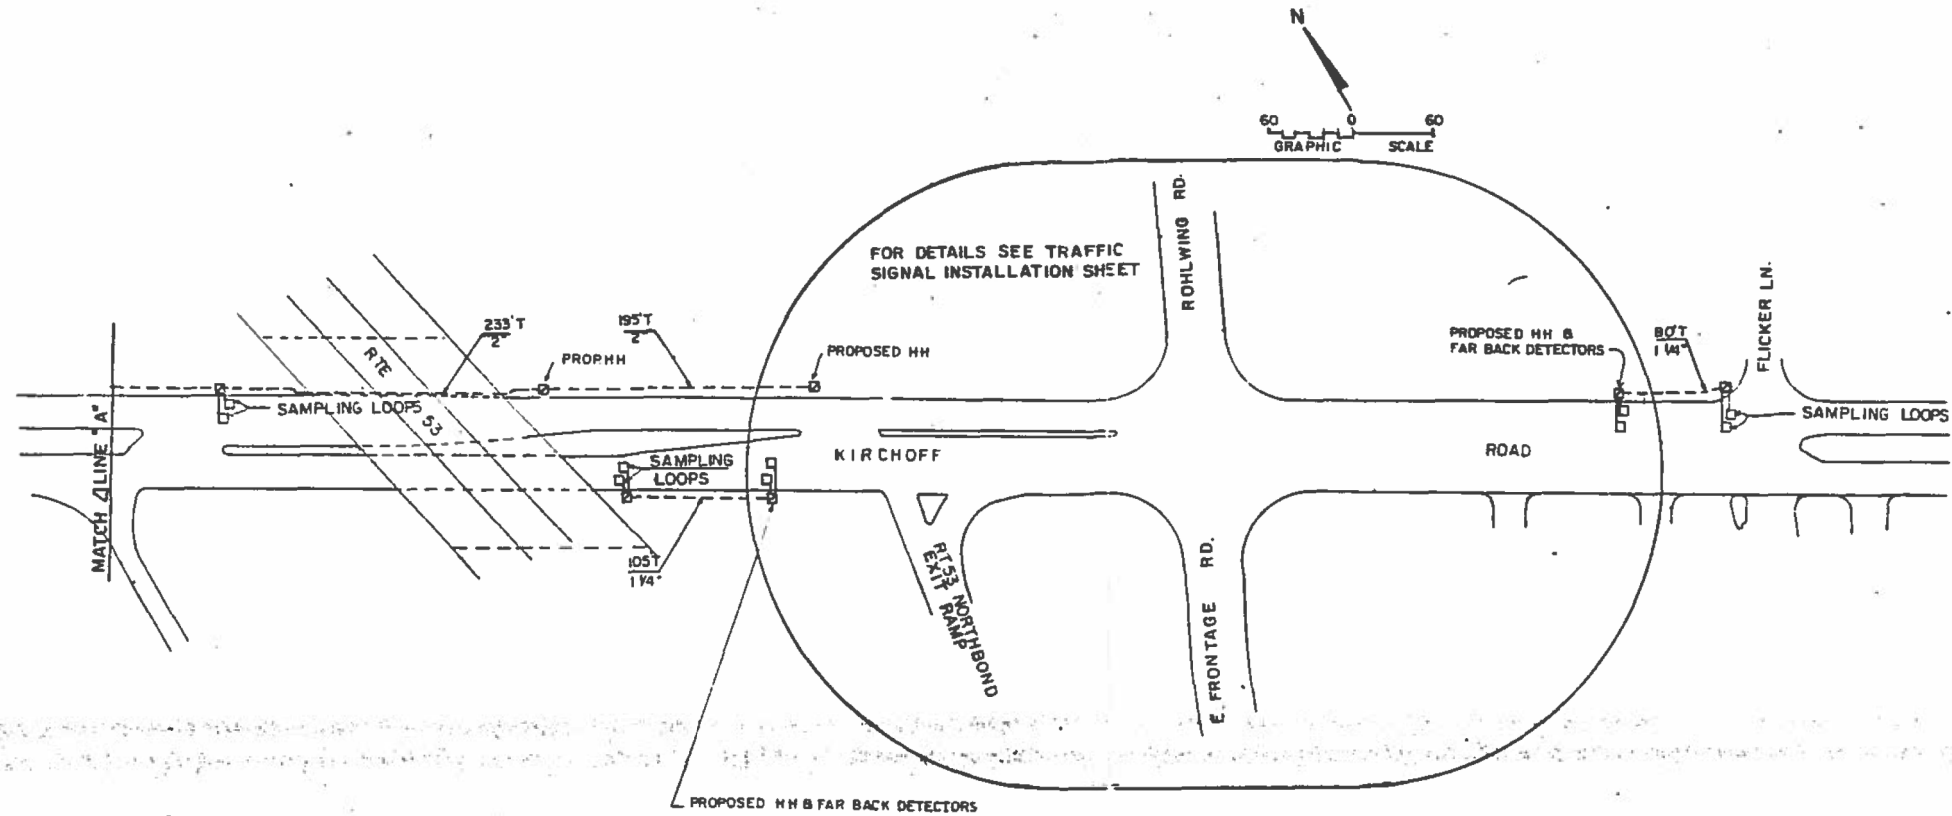 N
60 0 60
GRAPHIC SCALE
FOR DETAILS SEE TRAFFIC
SIGNAL INSTALLATION SHEET
ROHLWING RD.
FLICKER LN.
233'T
2"
195'T
2"
PROP.HH
PROPOSED HH
PROPOSED HH &
FAR BACK DETECTORS
80'T
1 1/4"
RTE
53
SAMPLING LOOPS
SAMPLING LOOPS
MATCH LINE "A"
SAMPLING
LOOPS
KIRCHOFF
ROAD
105'T
1 1/4"
RT53 NORTHBOND
EXIT RAMP
E. FRONTAGE RD.
PROPOSED HH & FAR BACK DETECTORS